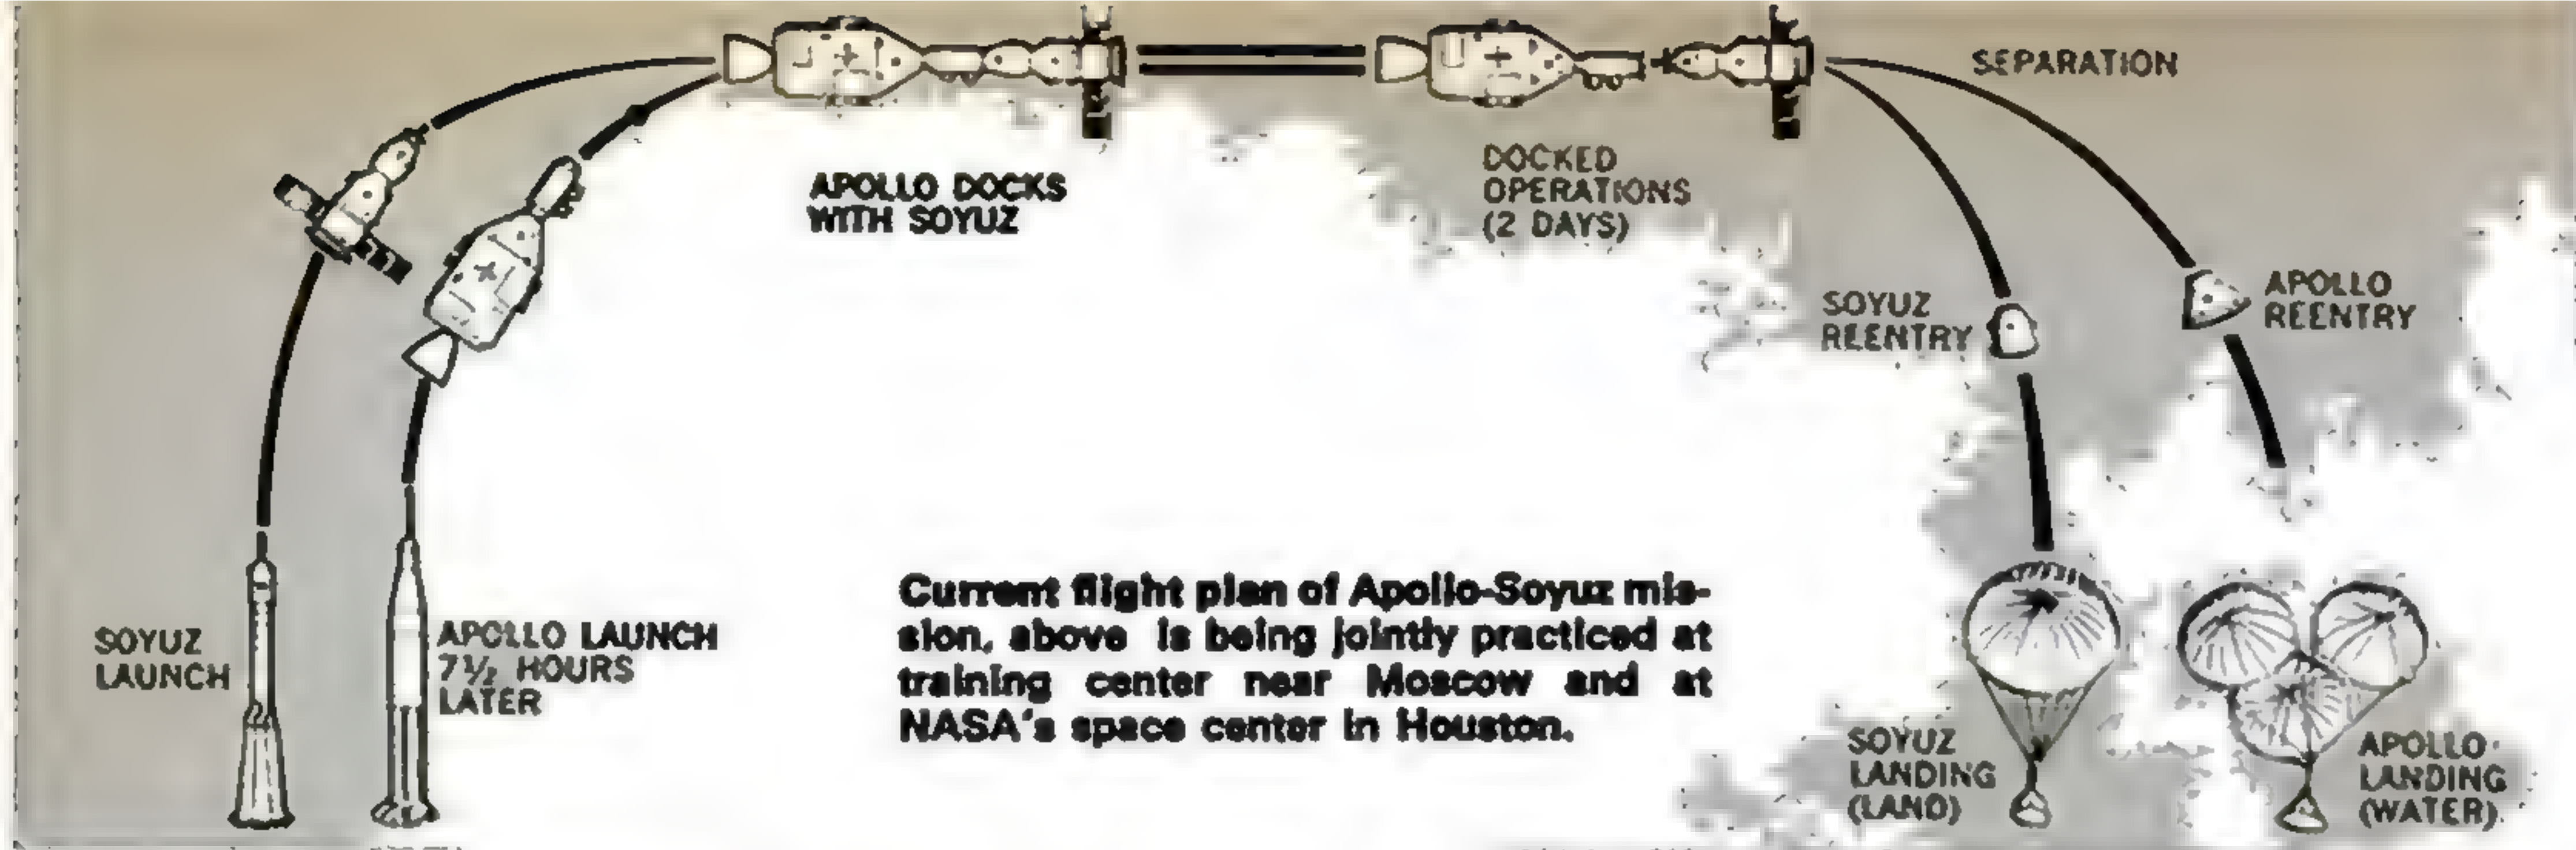 SEPARATION
DOCKED
OPERATIONS
(2 DAYS)
APOLLO DOCKS
WITH SOYUZ
SOYUZ
REENTRY
APOLLO
REENTRY
SOYUZ
LAUNCH
APOLLO LAUNCH
7½ HOURS
LATER
Current flight plan of Apollo-Soyuz mis-
sion, above is being jointly practiced at
training center near Moscow and at
NASA's space center in Houston.
SOYUZ
LANDING
(LAND)
APOLLO
LANDING
(WATER)